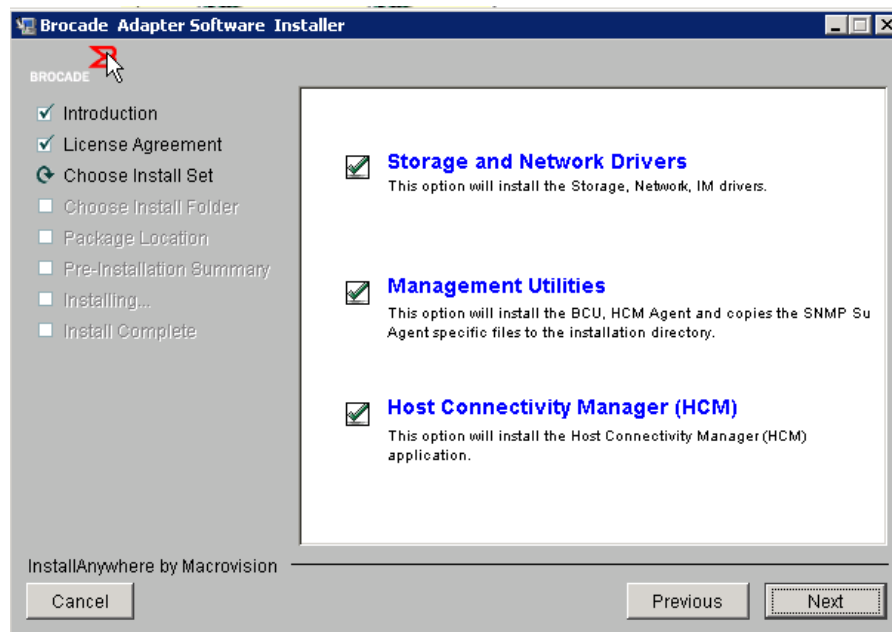 Brocade Adapter Software Installer
BROCADE
Introduction
License Agreement
Choose Install Set
Choose Install Folder
Package Location
Pre-Installation Summary
Installing...
Install Complete
Storage and Network Drivers
This option will install the Storage, Network, IM drivers.
Management Utilities
This option will install the BCU, HCM Agent and copies the SNMP Su
Agent specific files to the installation directory.
Host Connectivity Manager (HCM)
This option will install the Host Connectivity Manager (HCM)
application.
InstallAnywhere by Macrovision
Cancel
Previous
Next